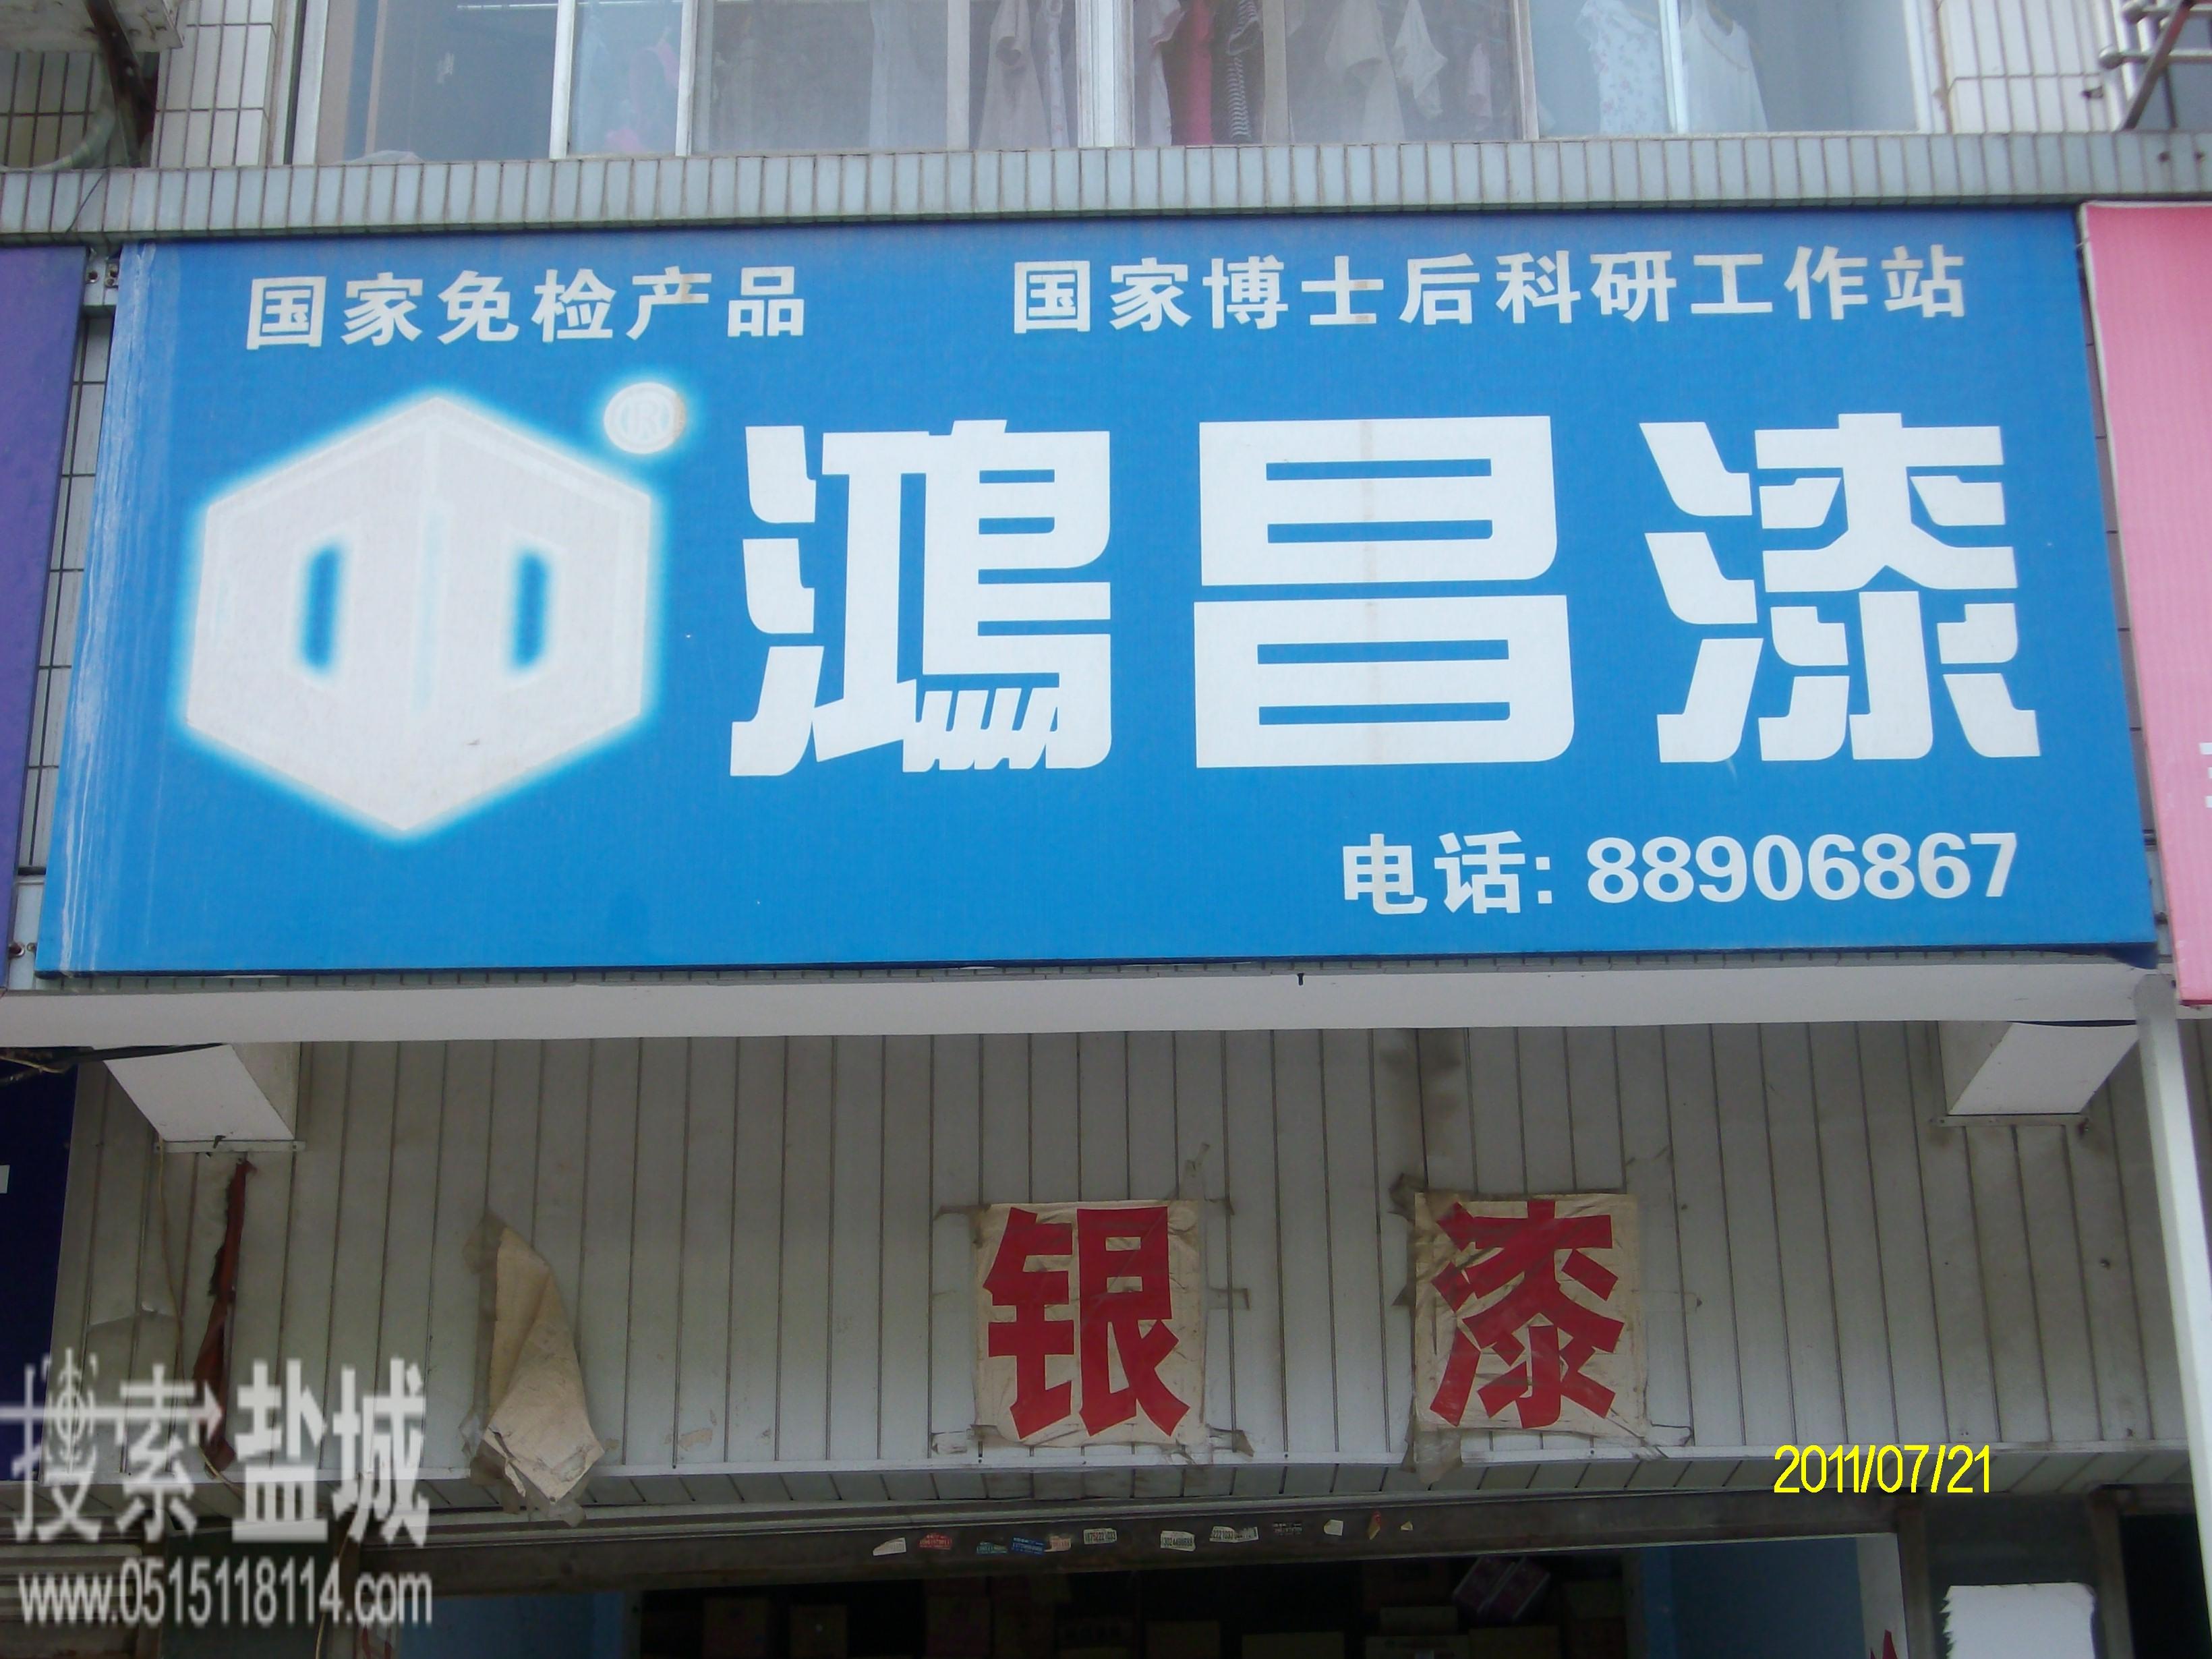 国家免检产品 国家博士后科研工作站
®
鸿昌漆
电话: 88906867
银 漆
2011/07/21
搜索盐城
www.0515118114.com